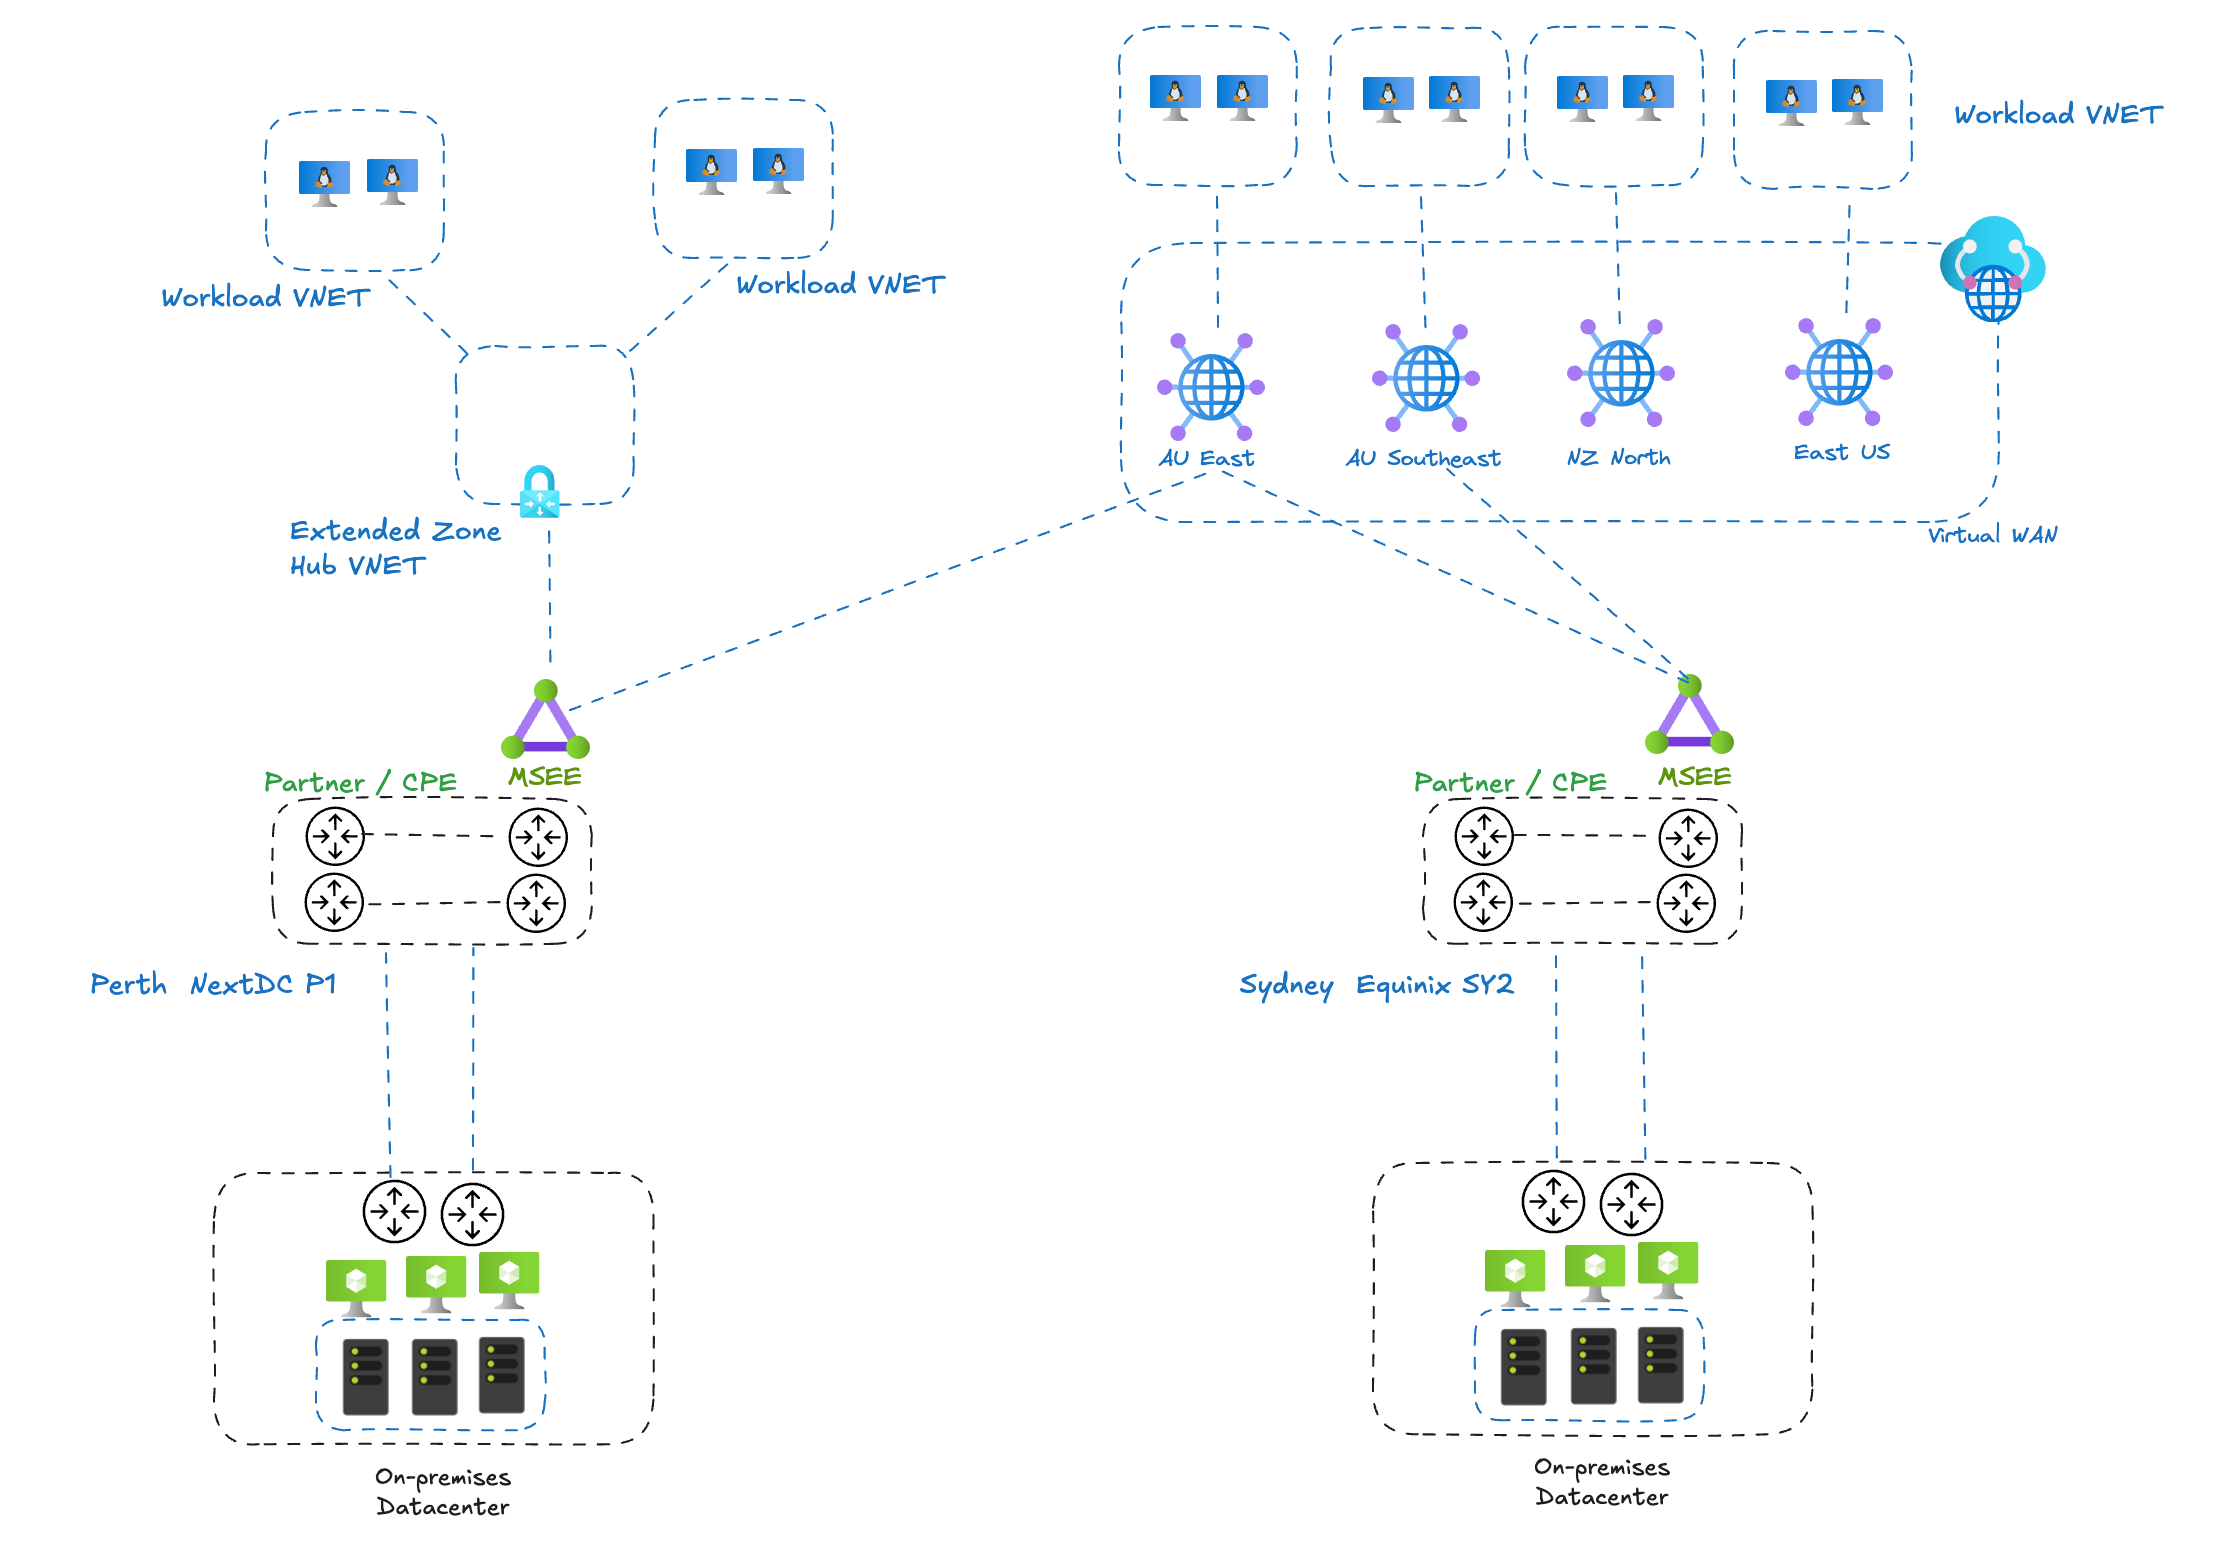 Workload VNET
Workload VNET
Workload VNET
AU East
AU Southeast
NZ North
East US
Virtual WAN
Extended Zone
Hub VNET
Partner / CPE
MSEE
Partner / CPE
MSEE
Perth NextDC P1
Sydney Equinix SY2
On-premises
Datacenter
On-premises
Datacenter